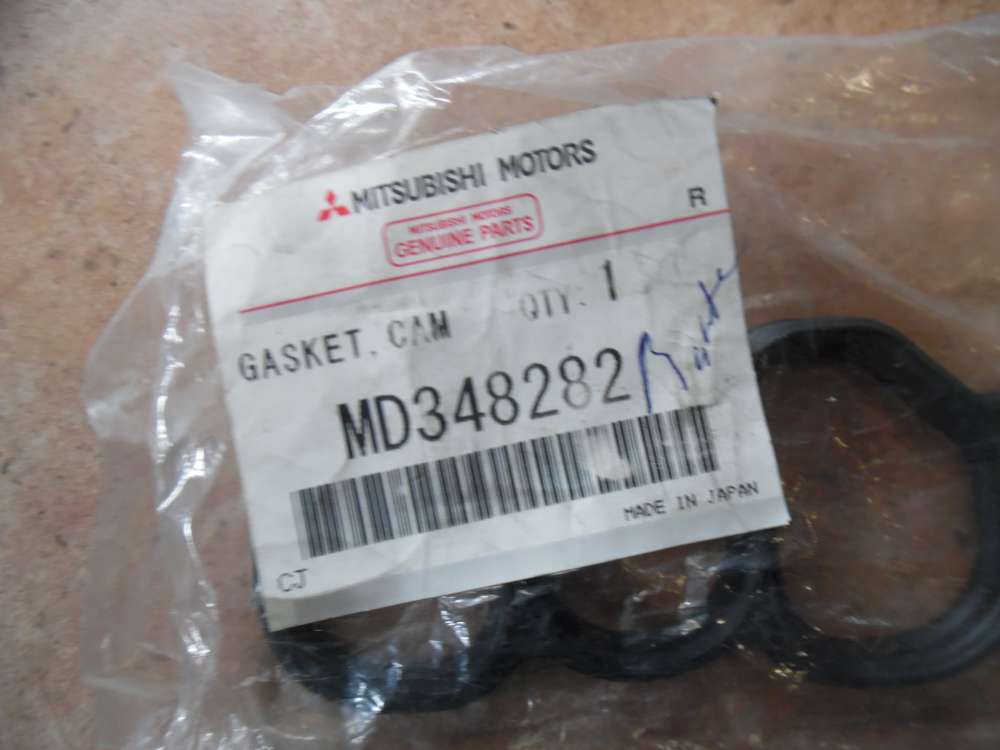 MITSUBISHI MOTORS
MITSUBISHI MOTORS
GENUINE PARTS
R
GASKET, CAM QTY: 1
MD348282
MADE IN JAPAN
CJ